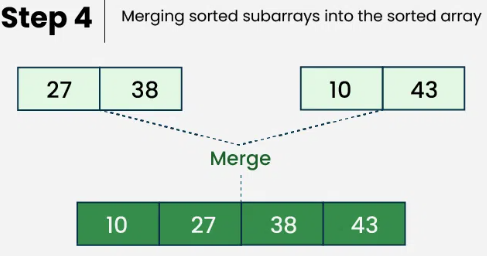 Step 4
Merging sorted subarrays into the sorted array
27 38
10 43
Merge
10 27 38 43